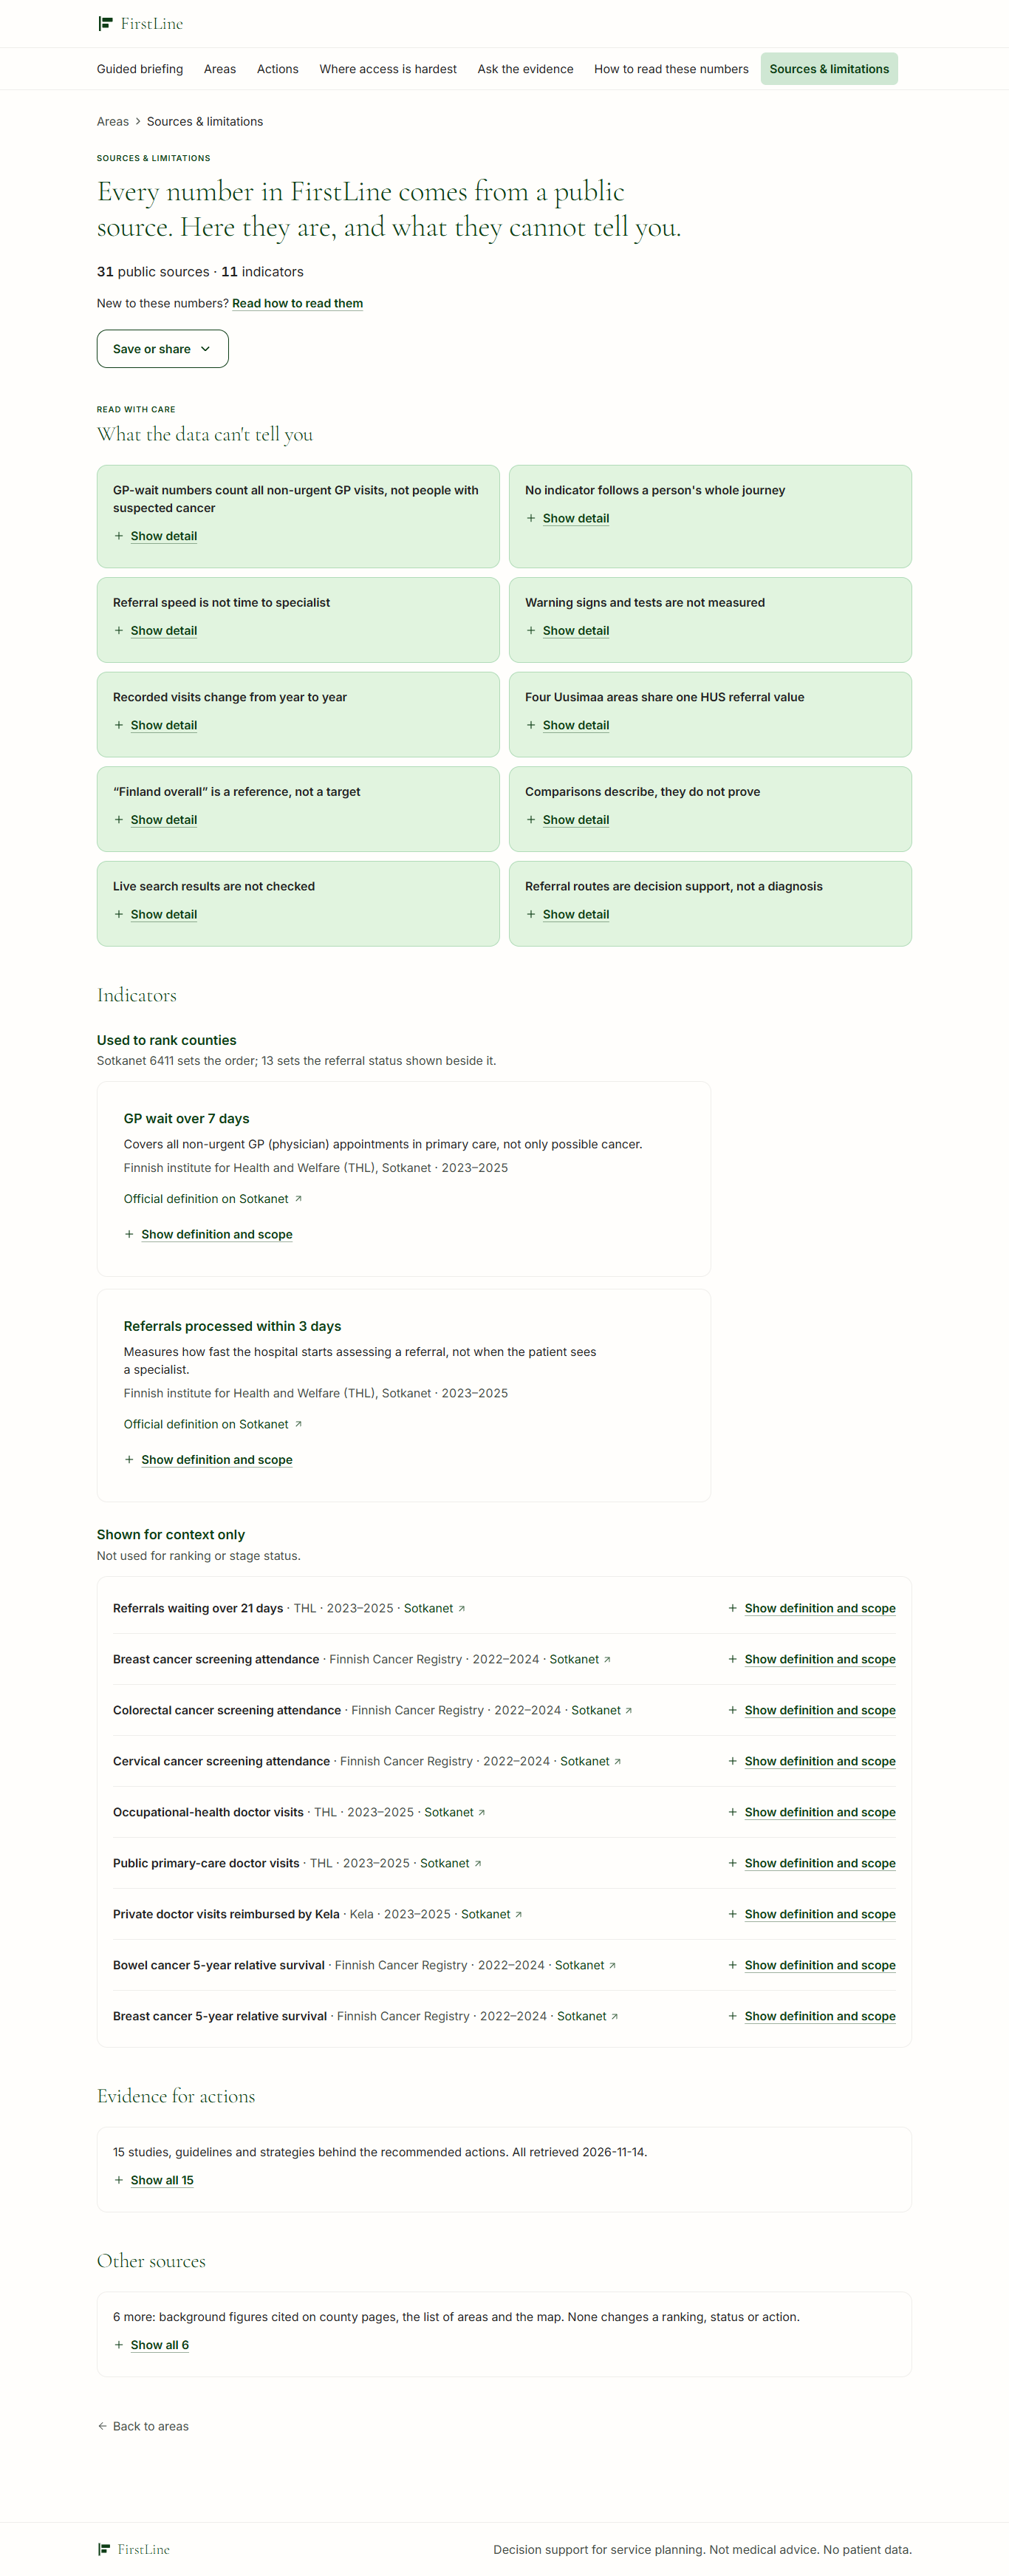 FirstLine
Guided briefing Areas Actions Where access is hardest Ask the evidence How to read these numbers Sources & limitations
Areas > Sources & limitations
SOURCES & LIMITATIONS
Every number in FirstLine comes from a public
source. Here they are, and what they cannot tell you.
31 public sources · 11 indicators
New to these numbers? Read how to read them
Save or share
READ WITH CARE
What the data can't tell you
GP-wait numbers count all non-urgent GP visits, not people with
suspected cancer
+ Show detail
No indicator follows a person's whole journey
+ Show detail
Referral speed is not time to specialist
+ Show detail
Warning signs and tests are not measured
+ Show detail
Recorded visits change from year to year
+ Show detail
Four Uusimaa areas share one HUS referral value
+ Show detail
“Finland overall” is a reference, not a target
+ Show detail
Comparisons describe, they do not prove
+ Show detail
Live search results are not checked
+ Show detail
Referral routes are decision support, not a diagnosis
+ Show detail
Indicators
Used to rank counties
Sotkanet 6411 sets the order; 13 sets the referral status shown beside it.
GP wait over 7 days
Covers all non-urgent GP (physician) appointments in primary care, not only possible cancer.
Finnish institute for Health and Welfare (THL), Sotkanet · 2023–2025
Official definition on Sotkanet ↗
+ Show definition and scope
Referrals processed within 3 days
Measures how fast the hospital starts assessing a referral, not when the patient sees
a specialist.
Finnish institute for Health and Welfare (THL), Sotkanet · 2023–2025
Official definition on Sotkanet ↗
+ Show definition and scope
Shown for context only
Not used for ranking or stage status.
Referrals waiting over 21 days · THL · 2023–2025 · Sotkanet ↗ + Show definition and scope
Breast cancer screening attendance · Finnish Cancer Registry · 2022–2024 · Sotkanet ↗ + Show definition and scope
Colorectal cancer screening attendance · Finnish Cancer Registry · 2022–2024 · Sotkanet ↗ + Show definition and scope
Cervical cancer screening attendance · Finnish Cancer Registry · 2022–2024 · Sotkanet ↗ + Show definition and scope
Occupational-health doctor visits · THL · 2023–2025 · Sotkanet ↗ + Show definition and scope
Public primary-care doctor visits · THL · 2023–2025 · Sotkanet ↗ + Show definition and scope
Private doctor visits reimbursed by Kela · Kela · 2023–2025 · Sotkanet ↗ + Show definition and scope
Bowel cancer 5-year relative survival · Finnish Cancer Registry · 2022–2024 · Sotkanet ↗ + Show definition and scope
Breast cancer 5-year relative survival · Finnish Cancer Registry · 2022–2024 · Sotkanet ↗ + Show definition and scope
Evidence for actions
15 studies, guidelines and strategies behind the recommended actions. All retrieved 2026-11-14.
+ Show all 15
Other sources
6 more: background figures cited on county pages, the list of areas and the map. None changes a ranking, status or action.
+ Show all 6
← Back to areas
FirstLine
Decision support for service planning. Not medical advice. No patient data.